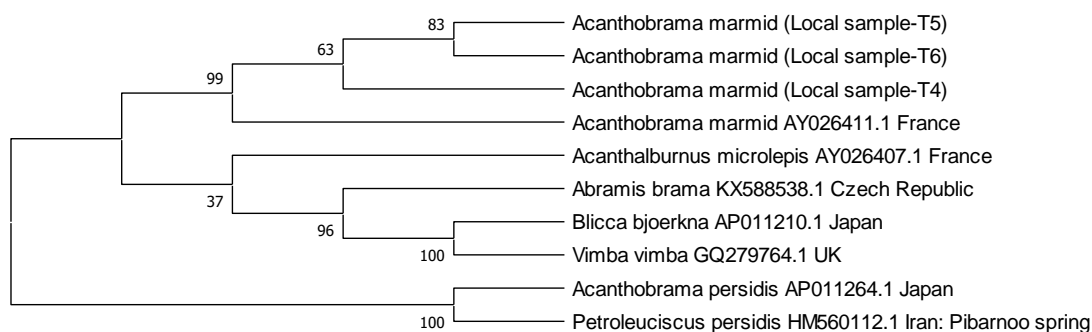 83
Acanthobrama marmid (Local sample-T5)
63
Acanthobrama marmid (Local sample-T6)
99
Acanthobrama marmid (Local sample-T4)
Acanthobrama marmid AY026411.1 France
Acanthalburnus microlepis AY026407.1 France
37
Abramis brama KX588538.1 Czech Republic
96
Blicca bjoerkna AP011210.1 Japan
100
Vimba vimba GQ279764.1 UK
Acanthobrama persidis AP011264.1 Japan
100
Petroleuciscus persidis HM560112.1 Iran: Pibarnoo spring